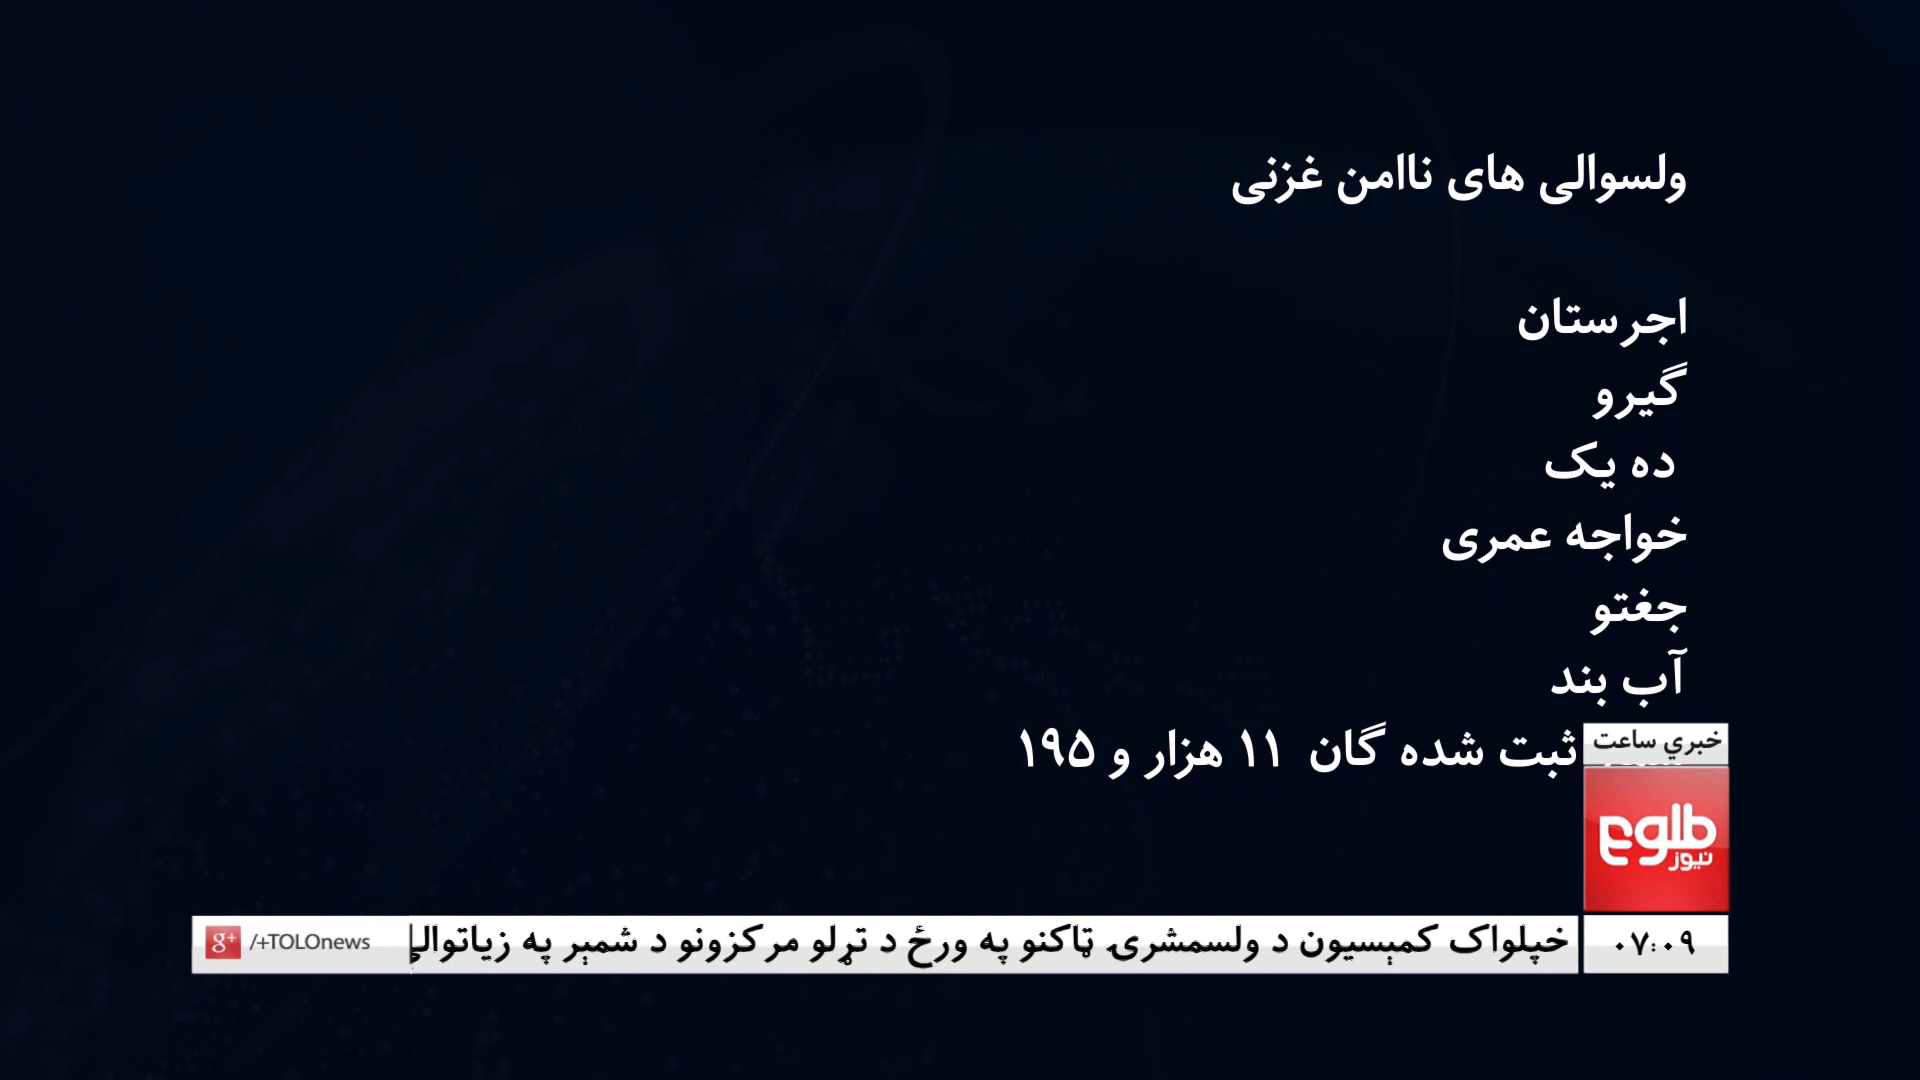 ولسوالی های ناامن غزنی
اجرستان
گیرو
ده یک
خواجه عمری
جغتو
آب بند
ثبت شده گان ۱۱ هزار و ۱۹۵
خبري ساعت
طلوع
نیوز
خپلواک کمېسیون د ولسمشرۍ ټاکنو په ورځ د تړلو مرکزونو د شمېر په زیاتوالي
/+TOLOnews
۰۷:۰۹